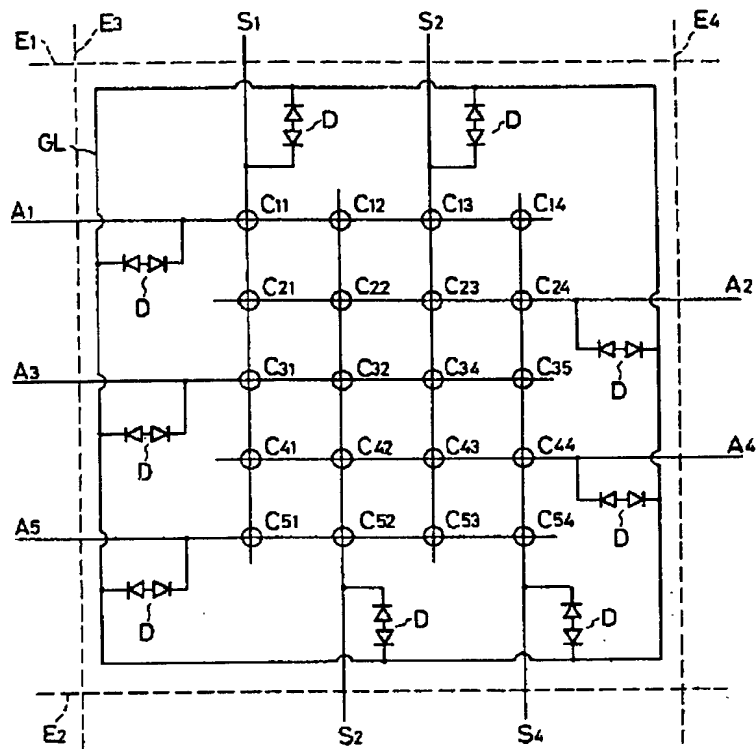 E3 S1 S2 E4
E1
D D
GL
A1 C11 C12 C13 C14
D
C21 C22 C23 C24 A2
D
A3 C31 C32 C34 C35
D
C41 C42 C43 C44 A4
D
A5 C51 C52 C53 C54
D
D D
E2 S2 S4